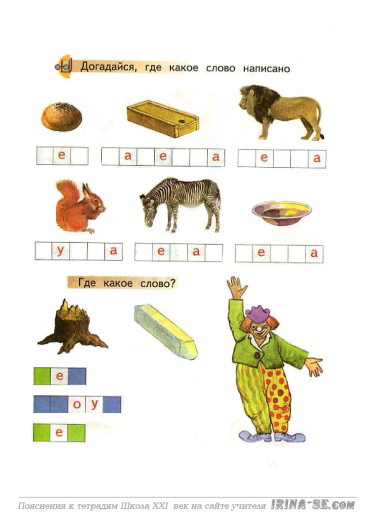 Догадайся, где какое слово написано
е а е а е а
у а е а е а
Где какое слово?
е
о у
е
Пояснения к тетрадям Школа XXI век на сайте учителя IRINA-SE.COM